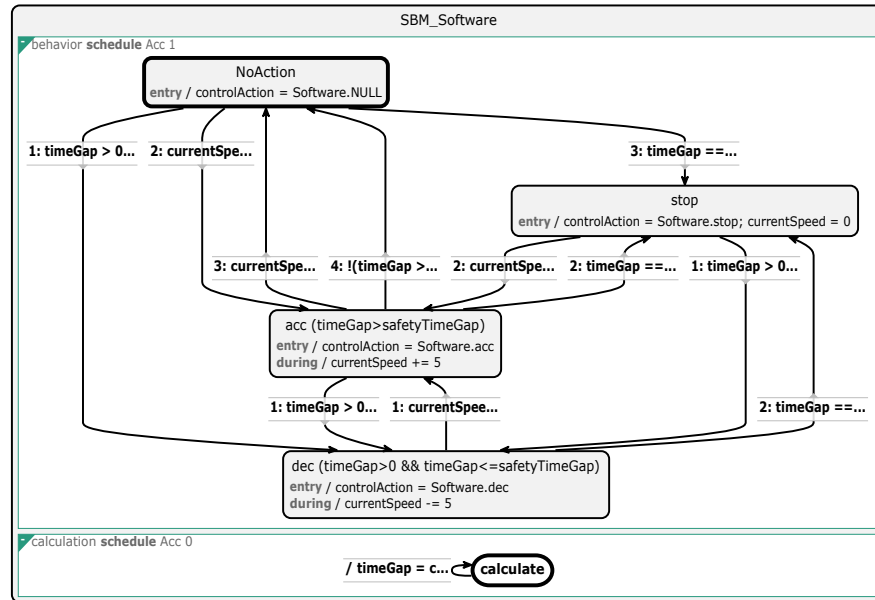 SBM_Software
behavior schedule Acc 1
NoAction
entry / controlAction = Software.NULL
1: timeGap > 0...
2: currentSpe...
3: timeGap ==...
stop
entry / controlAction = Software.stop; currentSpeed = 0
3: currentSpe...
4: !(timeGap >...
2: currentSpe...
2: timeGap ==...
1: timeGap > 0...
acc (timeGap>safetyTimeGap)
entry / controlAction = Software.acc
during / currentSpeed += 5
1: timeGap > 0...
1: currentSpee...
2: timeGap ==...
dec (timeGap>0 && timeGap<=safetyTimeGap)
entry / controlAction = Software.dec
during / currentSpeed -= 5
calculation schedule Acc 0
/ timeGap = c...
calculate